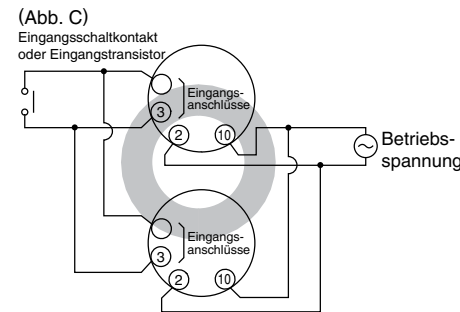 (Abb. C)
Eingangsschaltkontakt
oder Eingangstransistor
Eingangs-
anschlüsse
3
2
10
Betriebs-
spannung
Eingangs-
anschlüsse
3
2
10